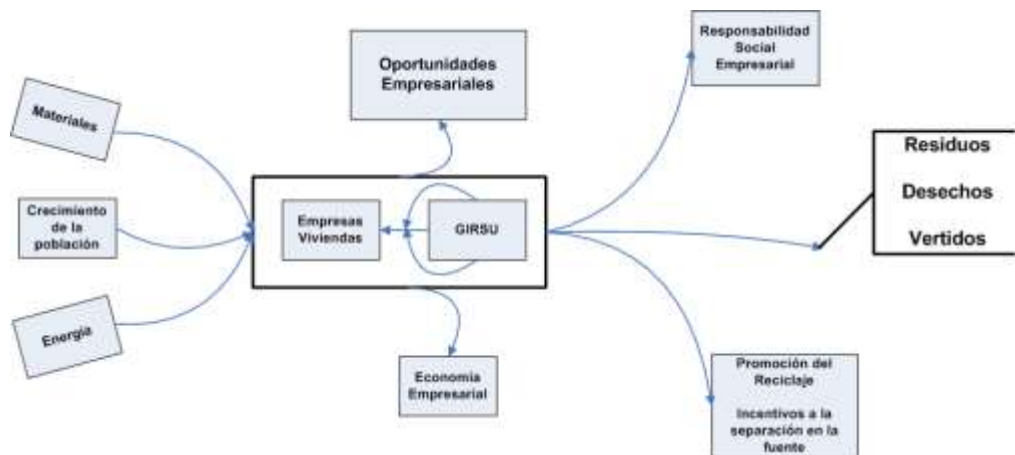 Materiales
Crecimiento
de la
población
Energía
Oportunidades
Empresariales
Empresas
Viviendas
GIRSU
Economía
Empresarial
Responsabilidad
Social
Empresarial
Residuos
Desechos
Vertidos
Promoción del
Reciclaje
Incentivos a la
separación en la
fuente